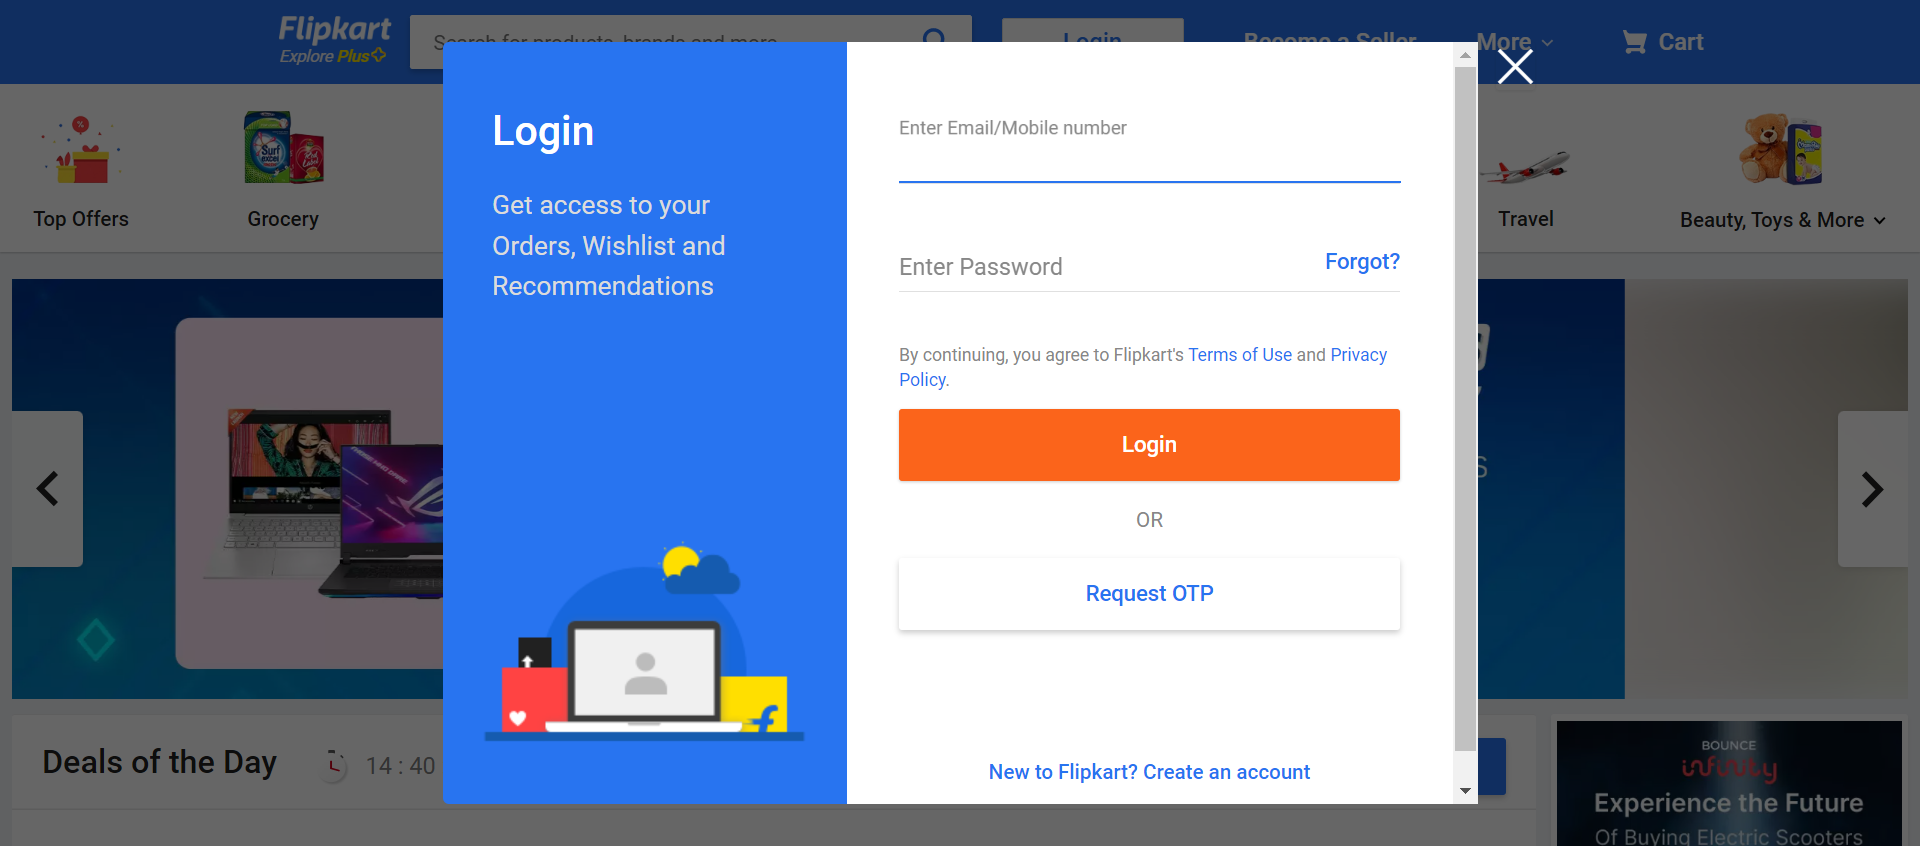 Flipkart
Explore Plus
Search for products, brands and more
Login
Become a Seller
More
Cart
Top Offers
Grocery
Travel
Beauty, Toys & More
Login
Get access to your
Orders, Wishlist and
Recommendations
Enter Email/Mobile number
Enter Password
Forgot?
By continuing, you agree to Flipkart's Terms of Use and Privacy
Policy.
Login
OR
Request OTP
New to Flipkart? Create an account
Deals of the Day
14 : 40
BOUNCE
infinity
Experience the Future
Of Buying Electric Scooters
Surf
excel